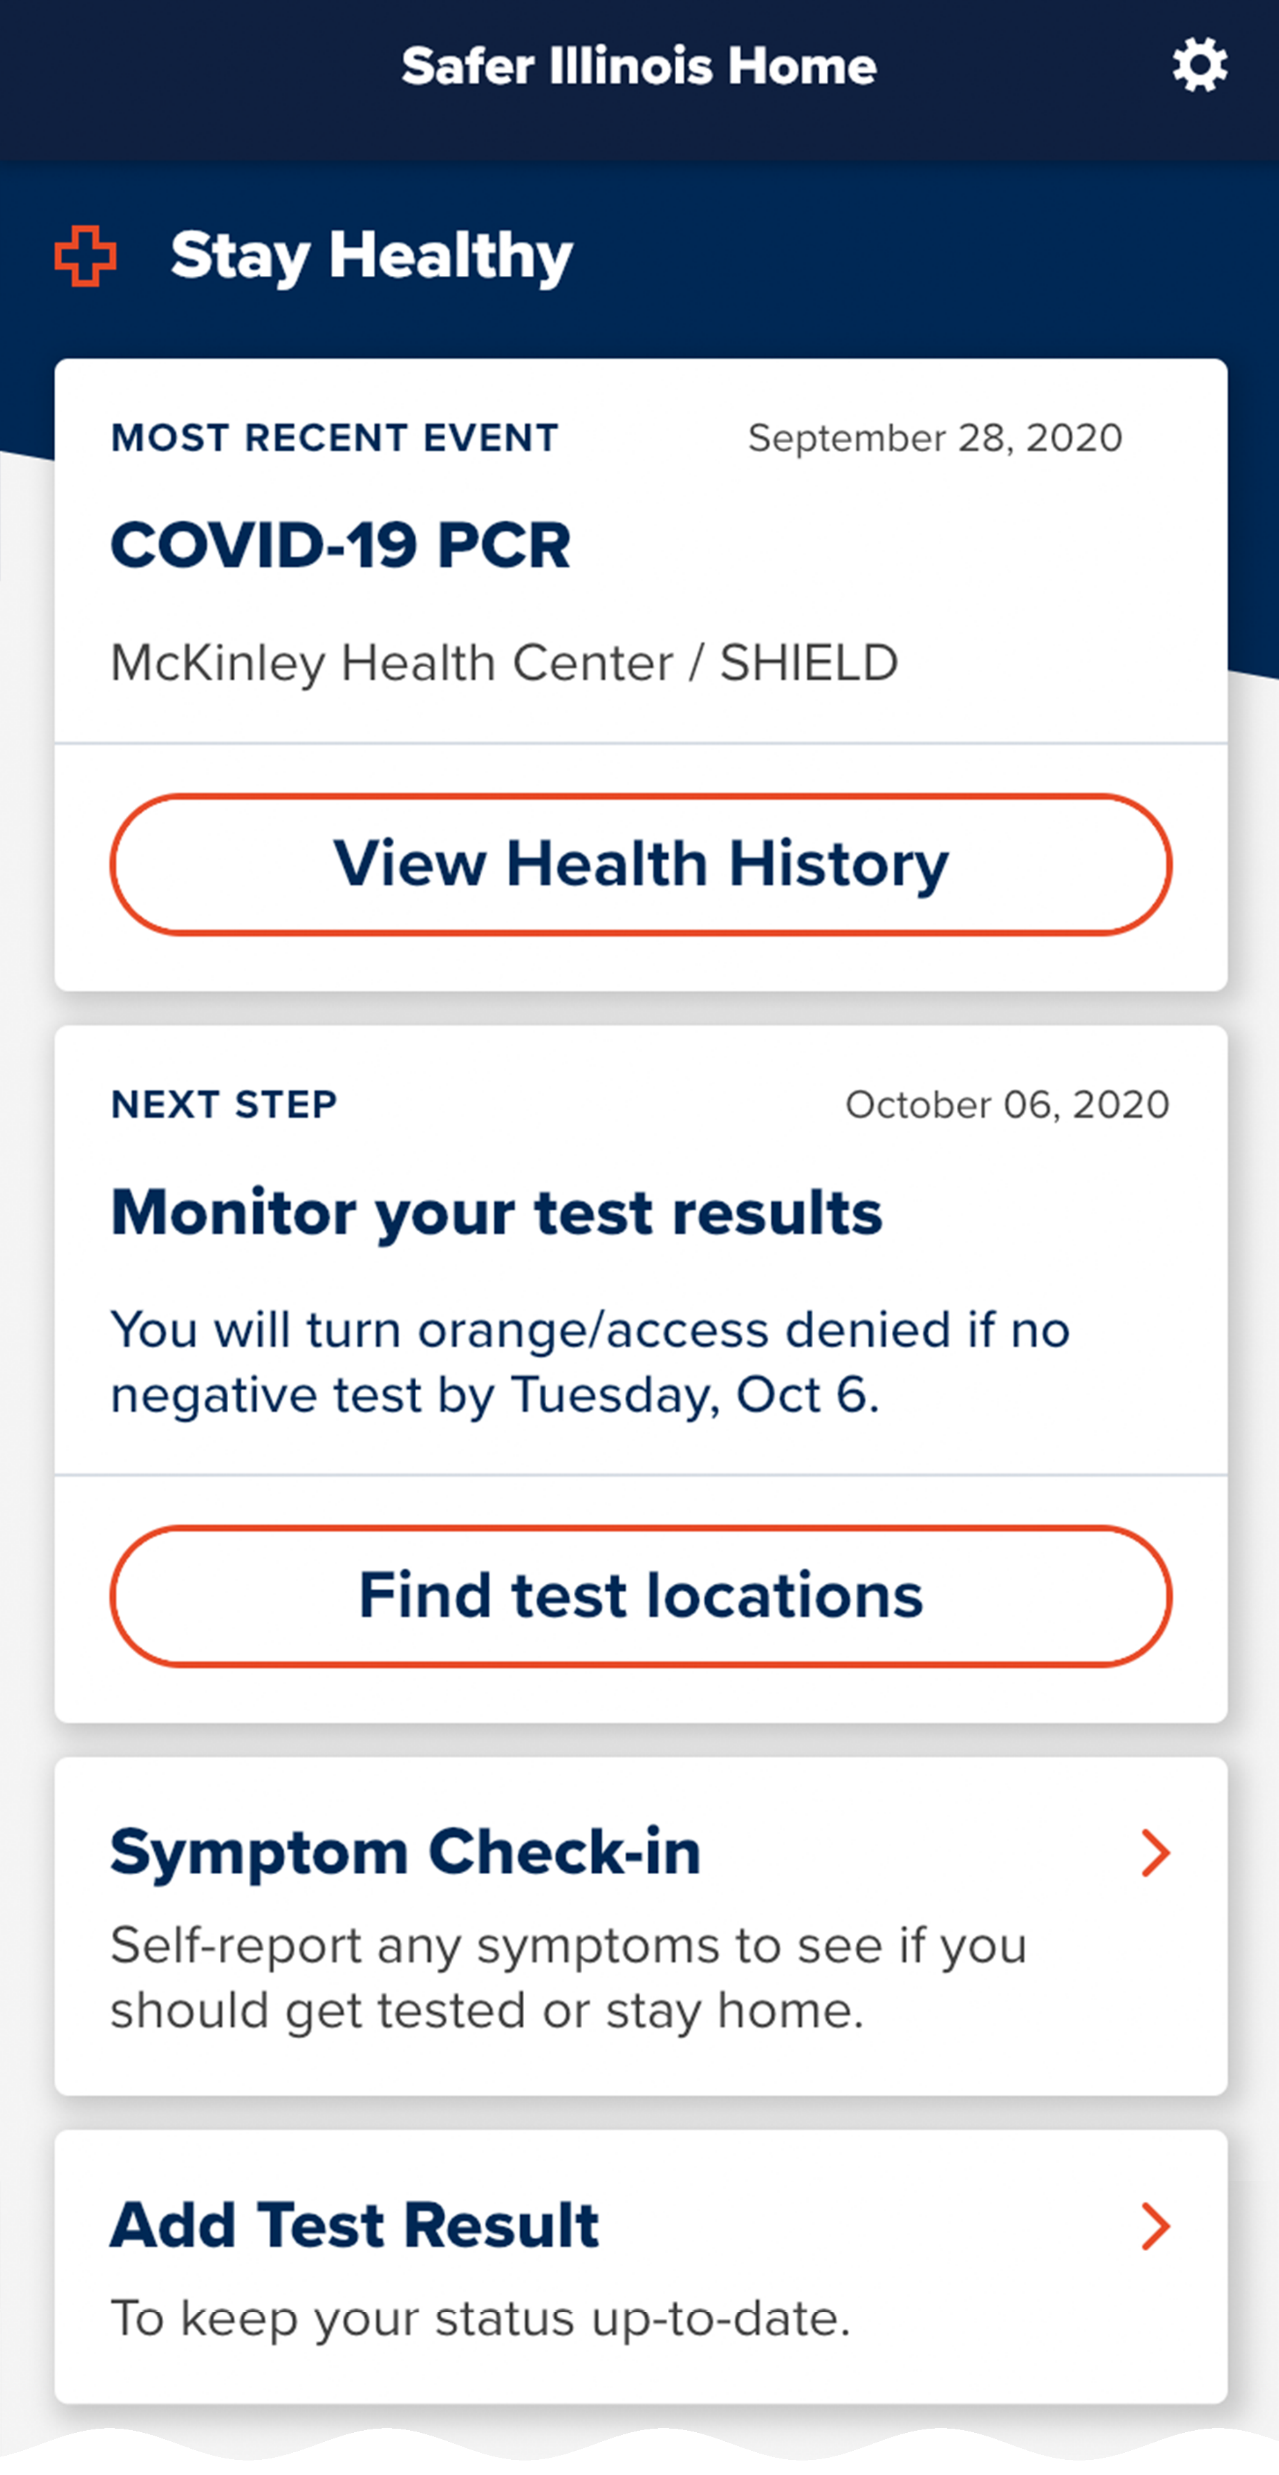 Safer Illinois Home
Stay Healthy
MOST RECENT EVENT
September 28, 2020
COVID-19 PCR
McKinley Health Center / SHIELD
View Health History
NEXT STEP
October 06, 2020
Monitor your test results
You will turn orange/access denied if no
negative test by Tuesday, Oct 6.
Find test locations
Symptom Check-in
Self-report any symptoms to see if you
should get tested or stay home.
Add Test Result
To keep your status up-to-date.